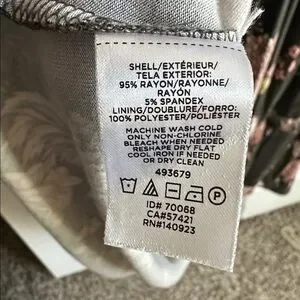 SHELL/EXTÉRIEUR/
TELA EXTERIOR:
95% RAYON/RAYONNE/
RAYÓN
5% SPANDEX
LINING/DOUBLURE/FORRO:
100% POLYESTER/POLIÉSTER
MACHINE WASH COLD
ONLY NON-CHLORINE
BLEACH WHEN NEEDED
RESHAPE DRY FLAT
COOL IRON IF NEEDED
OR DRY CLEAN
493679
P
ID# 70068
CA#57421
RN#140923